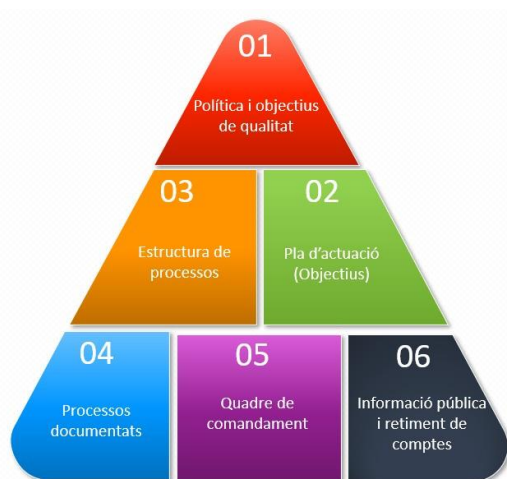 01
Política i objectius
de qualitat
03
Estructura de
processos
02
Pla d'actuació
(Objectius)
04
Processos
documentats
05
Quadre de
comandament
06
Informació pública
i retiment de
comptes